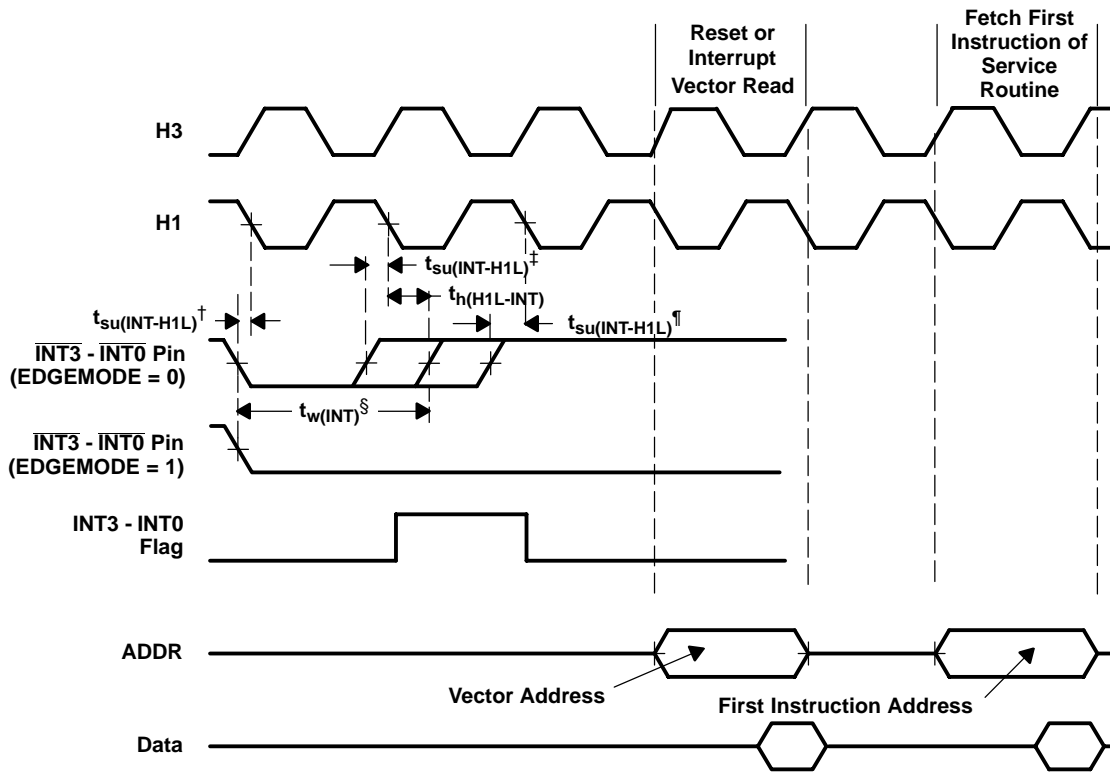 Reset or
Interrupt
Vector Read
Fetch First
Instruction of
Service
Routine
H3
H1
tsu(INT-H1L)‡
th(H1L-INT)
tsu(INT-H1L)†
tsu(INT-H1L)¶
INT3 - INT0 Pin
(EDGEMODE = 0)
tw(INT)§
INT3 - INT0 Pin
(EDGEMODE = 1)
INT3 - INT0
Flag
ADDR
Vector Address
First Instruction Address
Data